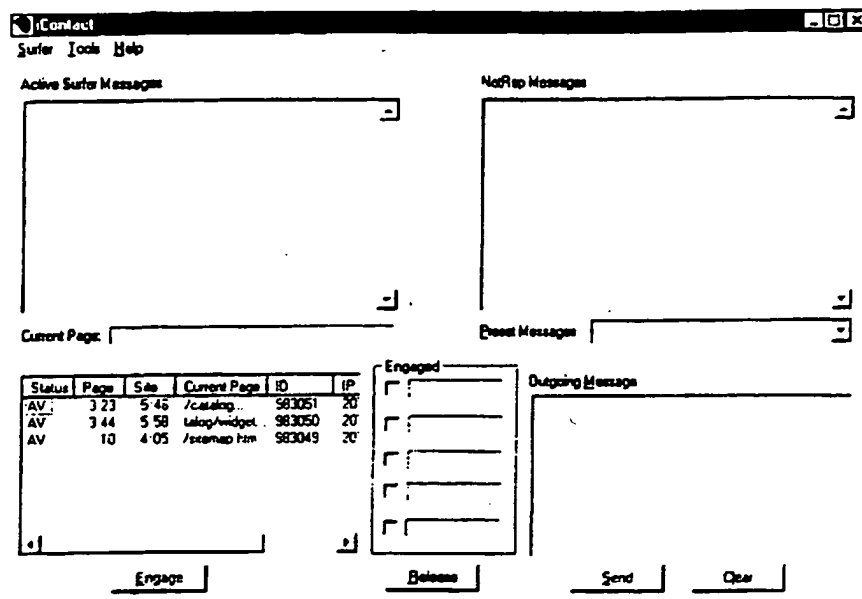 iContact
Surfer Tools Help
Active Surfer Messages
NetRep Messages
Current Page:
Preset Messages
Status Page Site Current Page ID IP
AV 3:23 5:46 /catalog... 983051 20
AV 3:44 5:58 talog/widget.. 983050 20
AV 10 4:05 /sitemap.htm 983049 20
Engaged
Outgoing Message
Engage
Release
Send
Clear